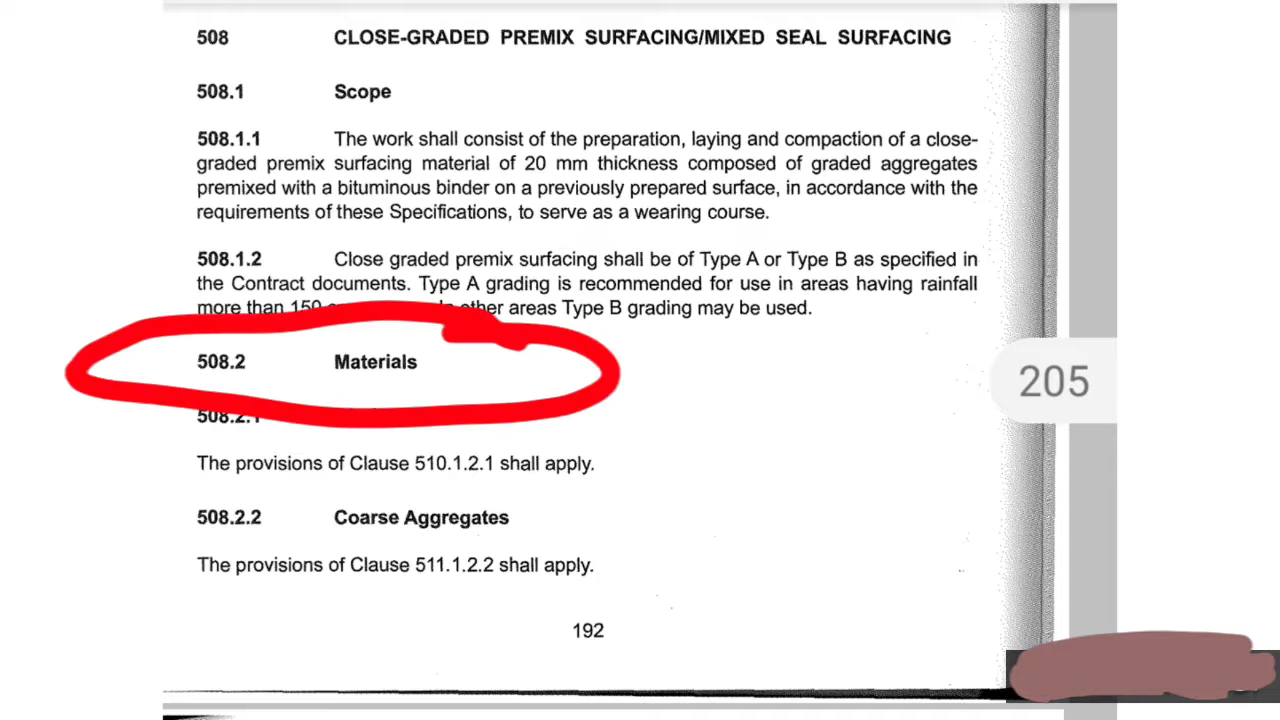 508 CLOSE-GRADED PREMIX SURFACING/MIXED SEAL SURFACING
508.1 Scope
508.1.1 The work shall consist of the preparation, laying and compaction of a close-
graded premix surfacing material of 20 mm thickness composed of graded aggregates
premixed with a bituminous binder on a previously prepared surface, in accordance with the
requirements of these Specifications, to serve as a wearing course.
508.1.2 Close graded premix surfacing shall be of Type A or Type B as specified in
the Contract documents. Type A grading is recommended for use in areas having rainfall
more than 150 other areas Type B grading may be used.
508.2 Materials
508.2.1
The provisions of Clause 510.1.2.1 shall apply.
508.2.2 Coarse Aggregates
The provisions of Clause 511.1.2.2 shall apply.
192
205